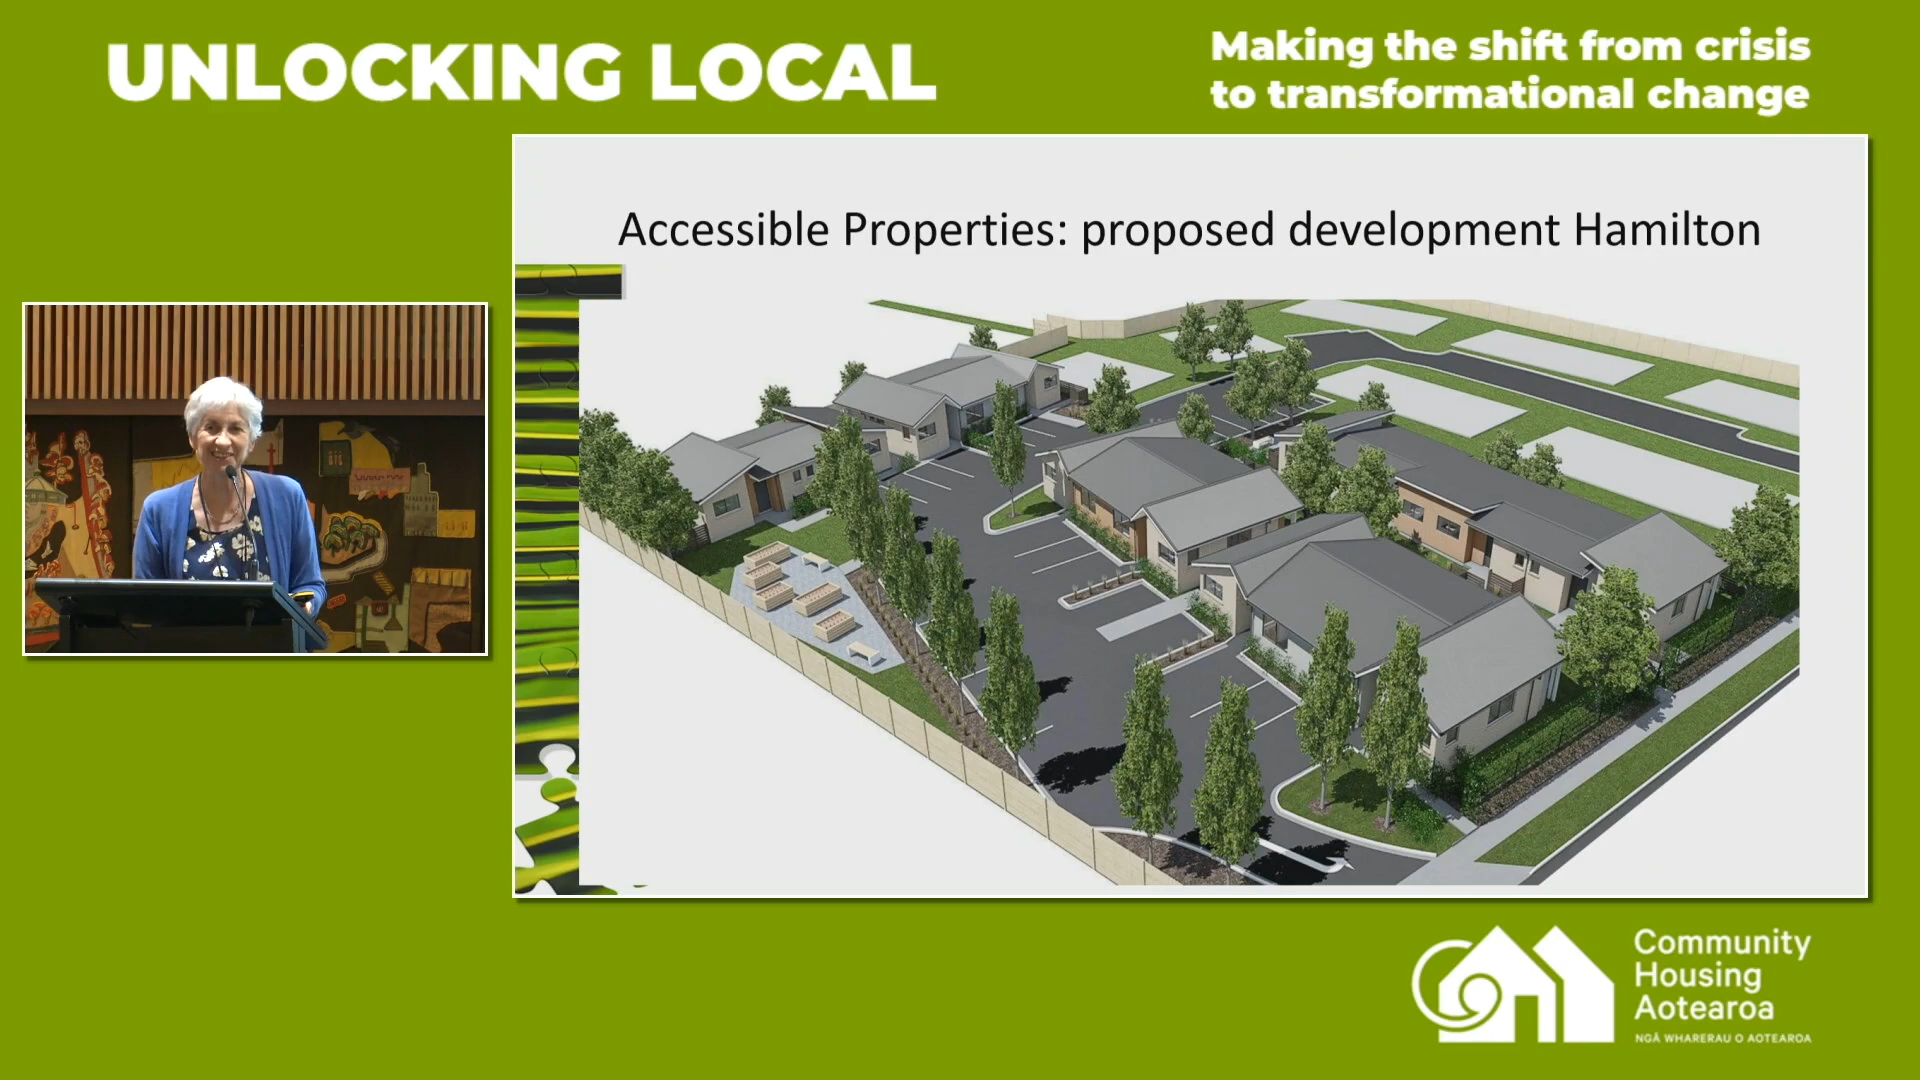 UNLOCKING LOCAL
Making the shift from crisis
to transformational change
Accessible Properties: proposed development Hamilton
Community
Housing
Aotearoa
NGĀ WHARERAU O AOTEAROA